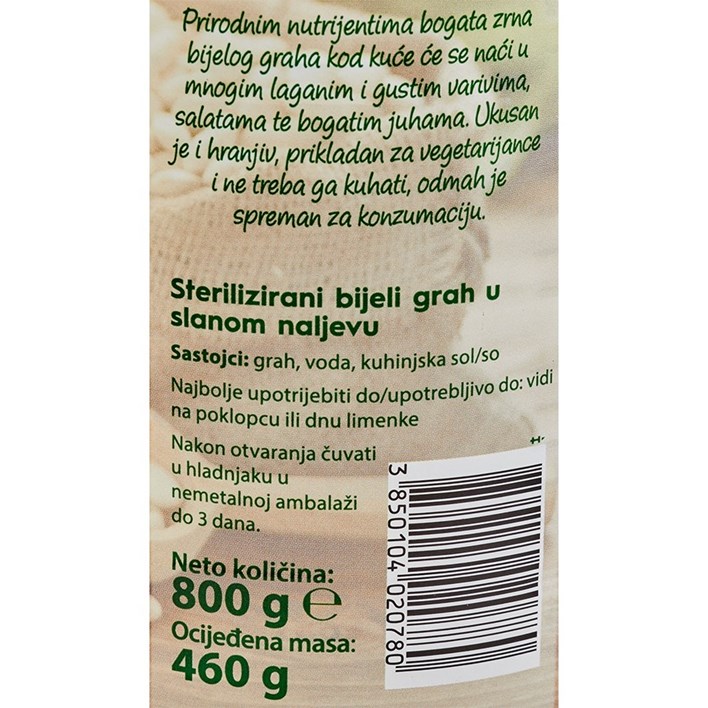 Prirodnim nutrijentima bogata zrna
bijelog graha kod kuće će se naći u
mnogim laganim i gustim varivima,
salatama te bogatim juhama. Ukusan
je i hranjiv, prikladan za vegetarijance
i ne treba ga kuhati, odmah je
spreman za konzumaciju.
Sterilizirani bijeli grah u
slanom naljevu
Sastojci: grah, voda, kuhinjska sol/so
Najbolje upotrijebiti do/upotrebljivo do: vidi
na poklopcu ili dnu limenke
Nakon otvaranja čuvati
u hladnjaku u
nemetalnoj ambalaži
do 3 dana.
Neto količina:
800 g ℮
Ocijeđena masa:
460 g
3 850104 020780